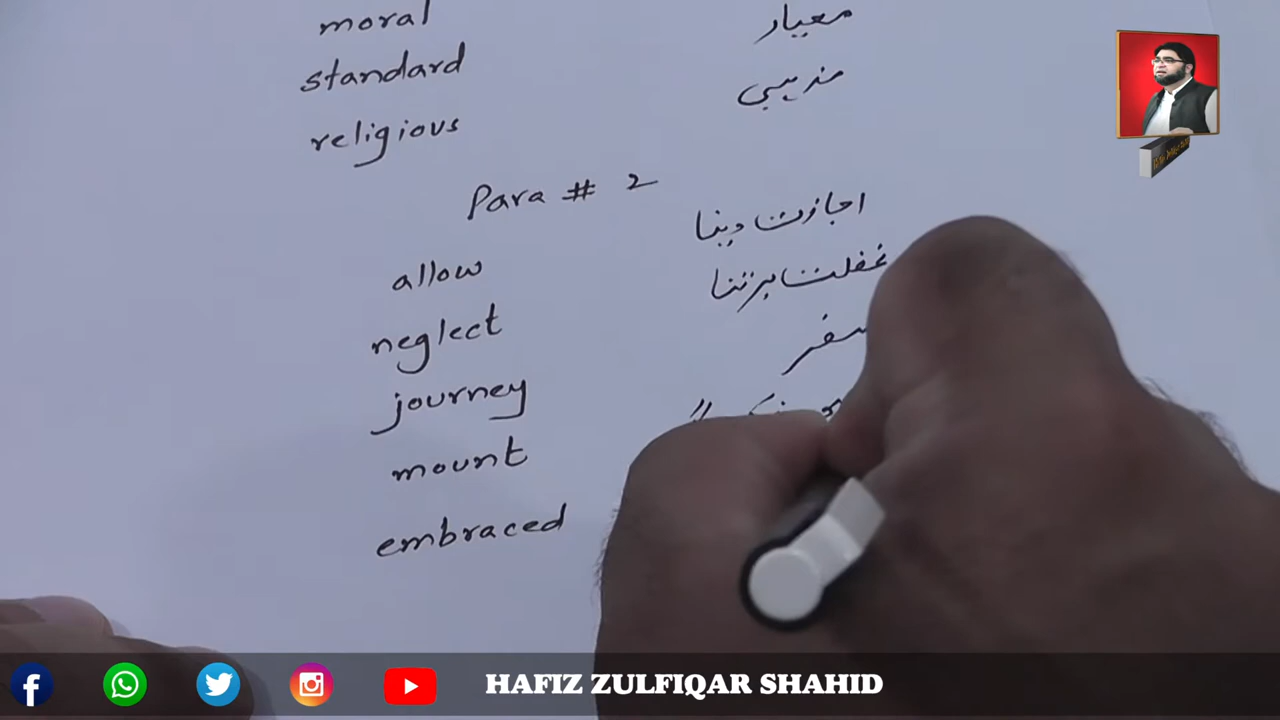 moral معیار
standard مذہبی
religious
Para # 2
allow اجازت دینا
neglect غفلت برتنا
journey سفر
mount
embraced
HAFIZ ZULFIQAR SHAHID